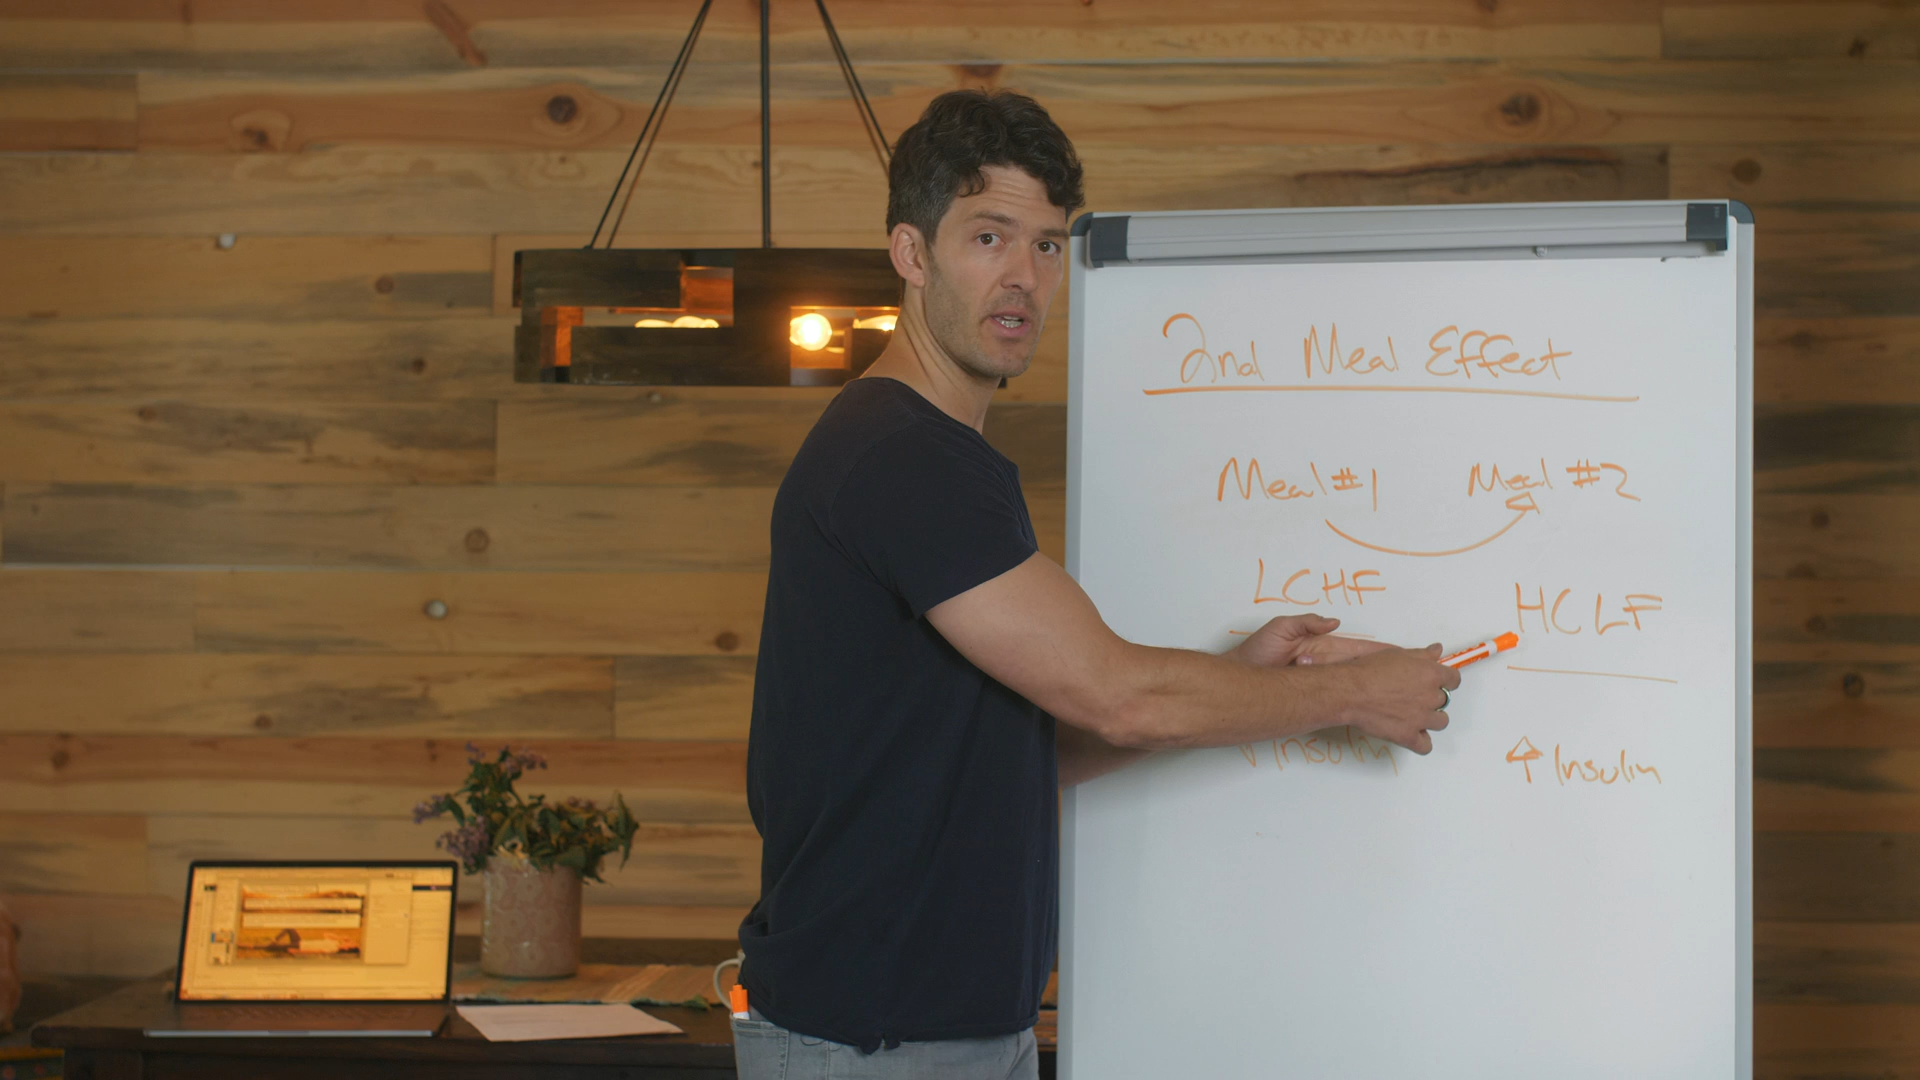 2nd Meal Effect
Meal #1 Meal #2
LCHF HCLF
↓ Insulin ↑ Insulin